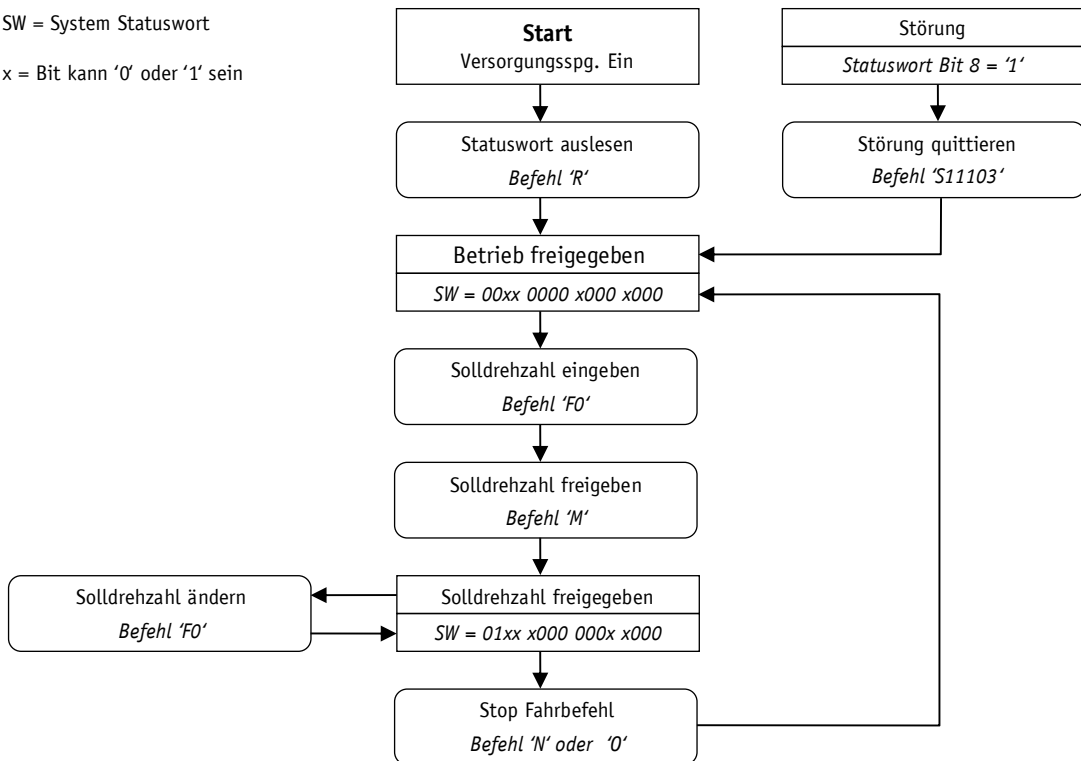 SW = System Statuswort
x = Bit kann ‘0‘ oder ‘1‘ sein
Start
Versorgungsspg. Ein
Störung
Statuswort Bit 8 = ‘1‘
Statuswort auslesen
Befehl ‘R‘
Störung quittieren
Befehl ‘S11103‘
Betrieb freigegeben
SW = 00xx 0000 x000 x000
Solldrehzahl eingeben
Befehl ‘F0‘
Solldrehzahl freigeben
Befehl ‘M‘
Solldrehzahl ändern
Befehl ‘F0‘
Solldrehzahl freigegeben
SW = 01xx x000 000x x000
Stop Fahrbefehl
Befehl ‘N‘ oder ‘O‘